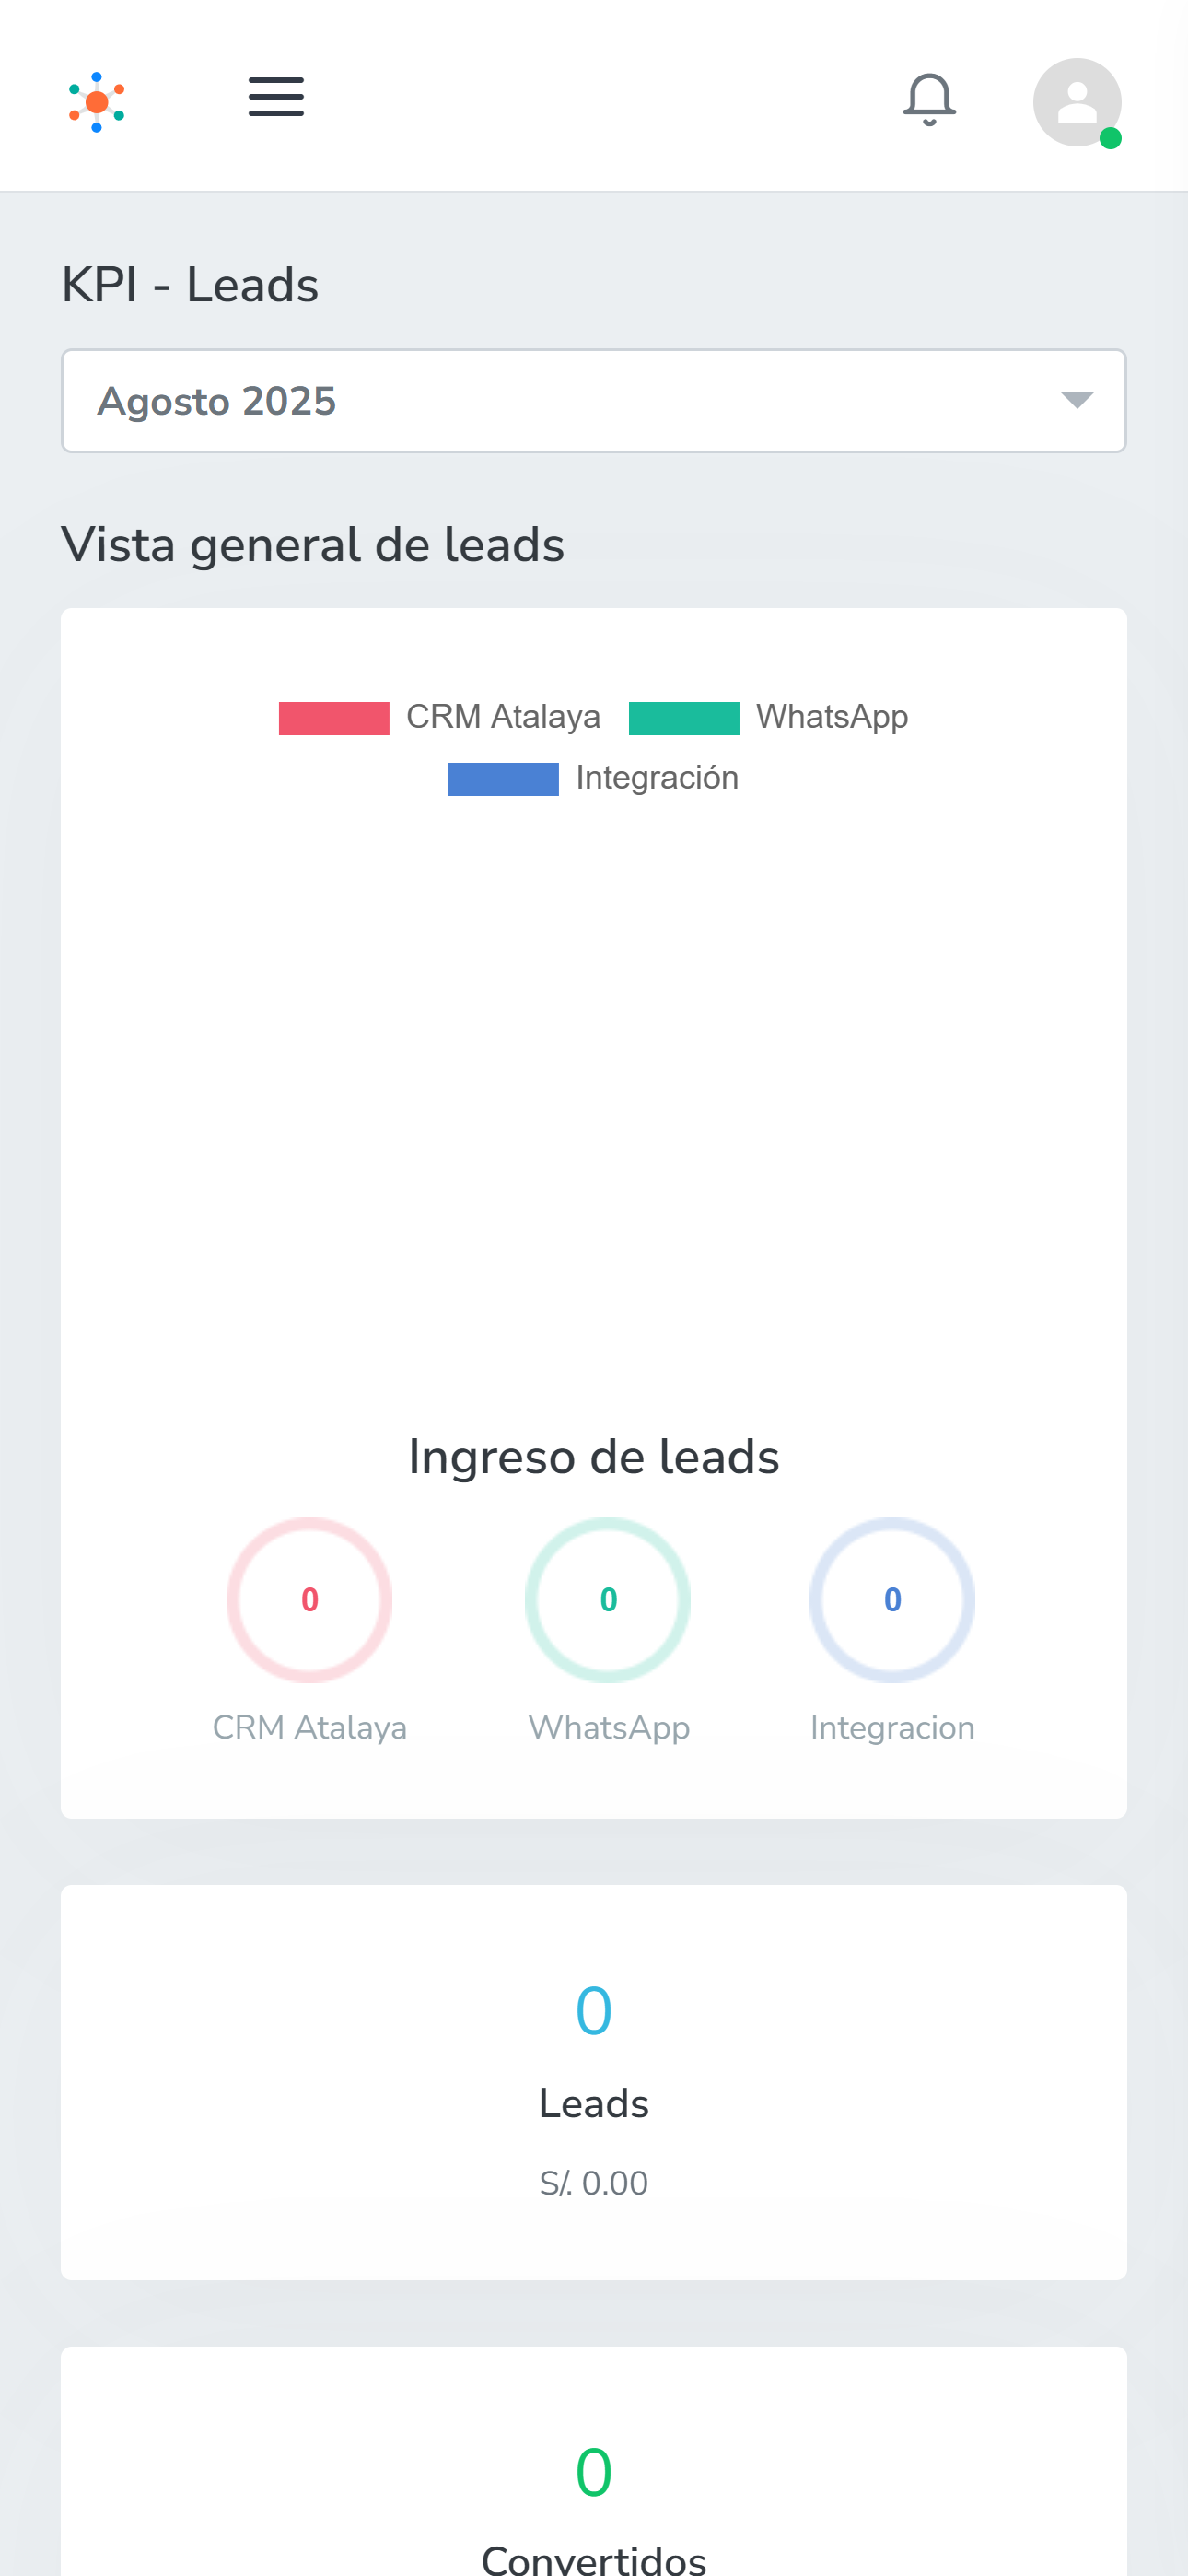 KPI - Leads
Agosto 2025
Vista general de leads
CRM Atalaya WhatsApp
Integración
Ingreso de leads
0 0 0
CRM Atalaya WhatsApp Integracion
0
Leads
S/. 0.00
0
Convertidos